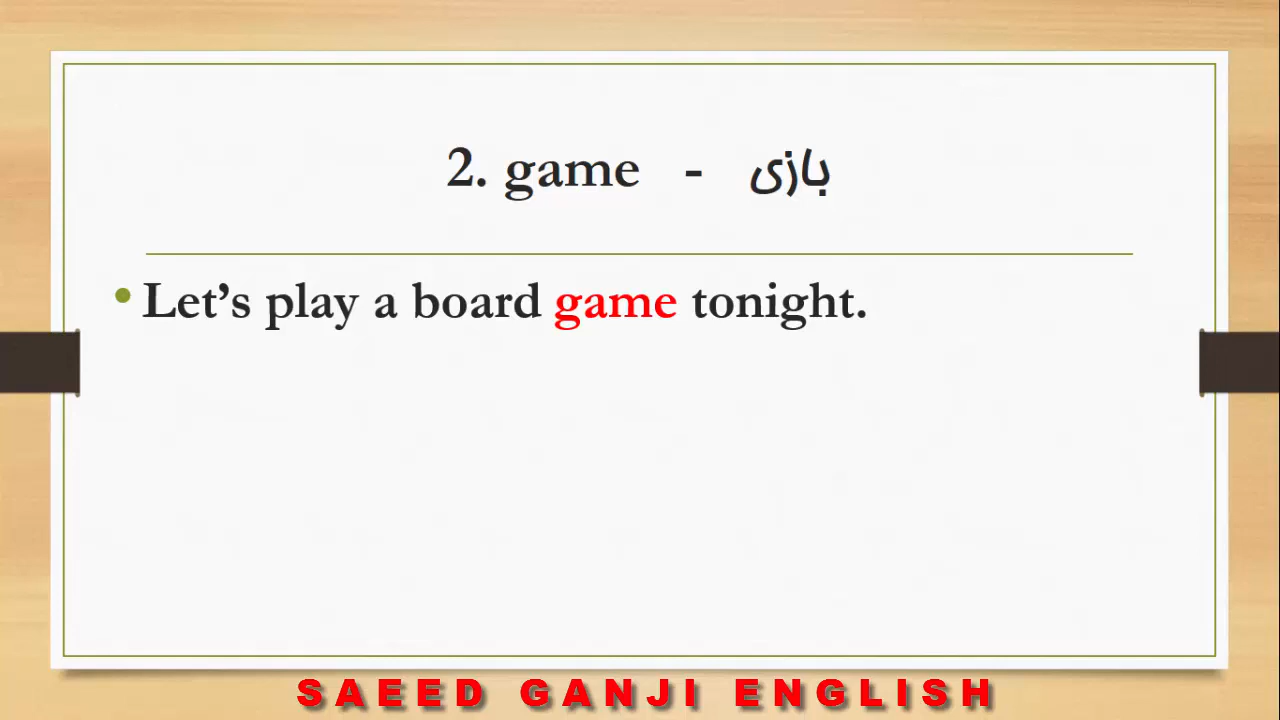 2. game - بازی
• Let’s play a board game tonight.
SAEED GANJI ENGLISH